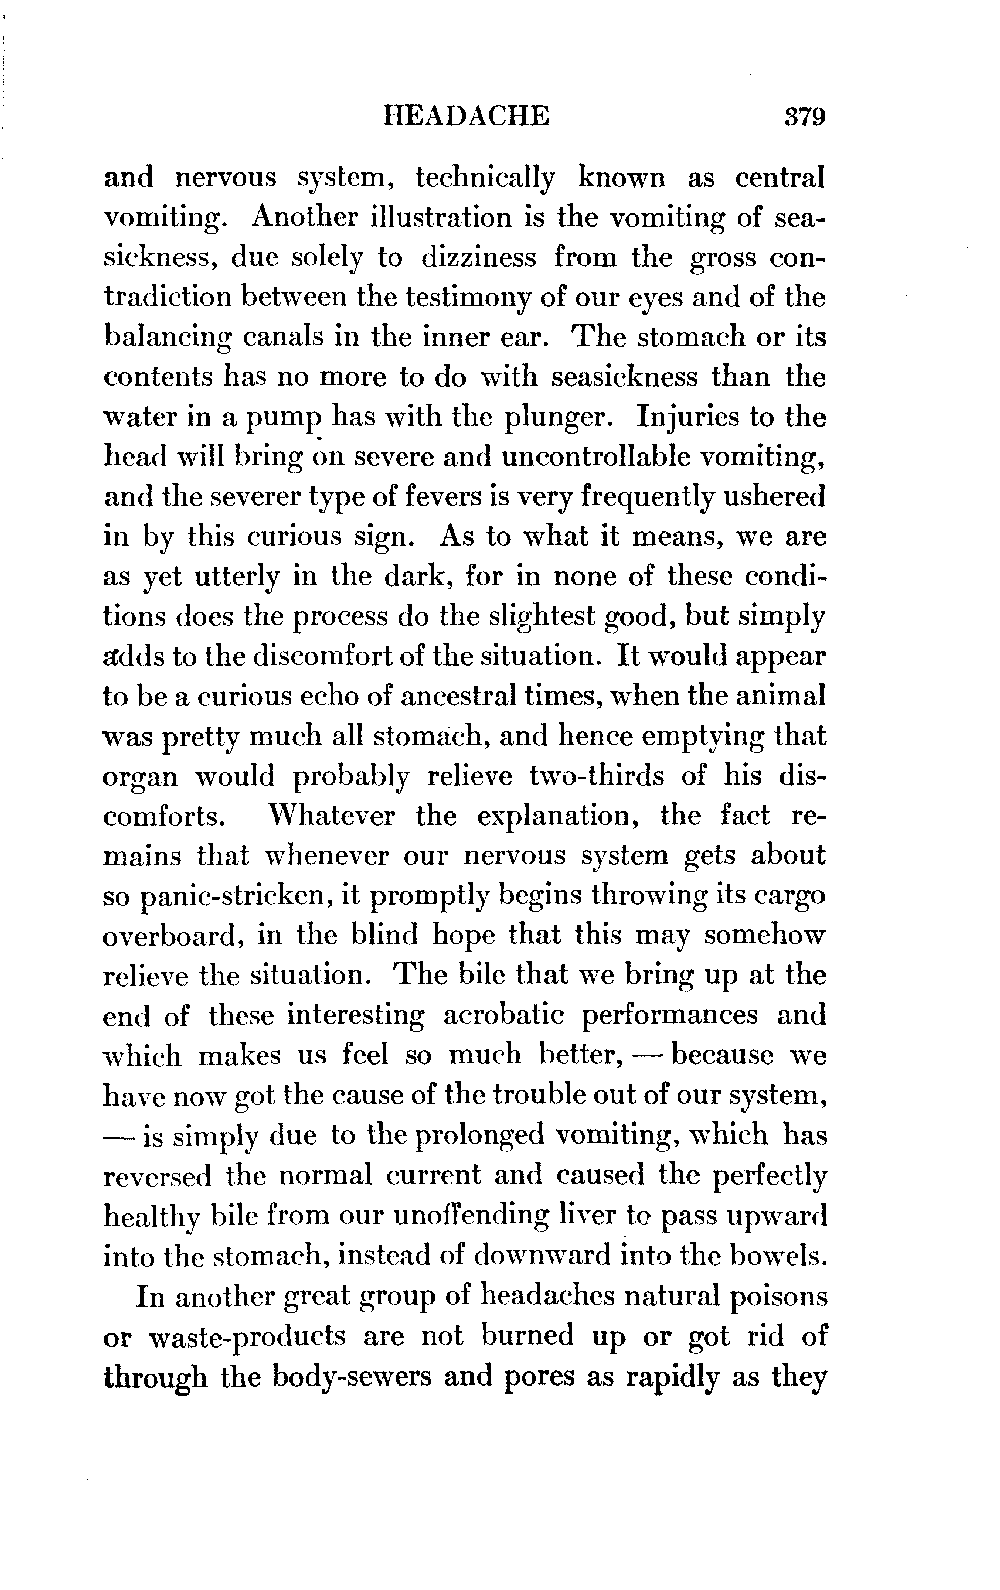 HEADACHE 379
and nervous system, technically known as central
vomiting. Another illustration is the vomiting of sea-
sickness, due solely to dizziness from the gross con-
tradiction between the testimony of our eyes and of the
balancing canals in the inner ear. The stomach or its
contents has no more to do with seasickness than the
water in a pump has with the plunger. Injuries to the
head will bring on severe and uncontrollable vomiting,
and the severer type of fevers is very frequently ushered
in by this curious sign. As to what it means, we are
as yet utterly in the dark, for in none of these condi-
tions does the process do the slightest good, but simply
adds to the discomfort of the situation. It would appear
to be a curious echo of ancestral times, when the animal
was pretty much all stomach, and hence emptying that
organ would probably relieve two-thirds of his dis-
comforts. Whatever the explanation, the fact re-
mains that whenever our nervous system gets about
so panic-stricken, it promptly begins throwing its cargo
overboard, in the blind hope that this may somehow
relieve the situation. The bile that we bring up at the
end of these interesting acrobatic performances and
which makes us feel so much better, — because we
have now got the cause of the trouble out of our system,
— is simply due to the prolonged vomiting, which has
reversed the normal current and caused the perfectly
healthy bile from our unoffending liver to pass upward
into the stomach, instead of downward into the bowels.
In another great group of headaches natural poisons
or waste-products are not burned up or got rid of
through the body-sewers and pores as rapidly as they